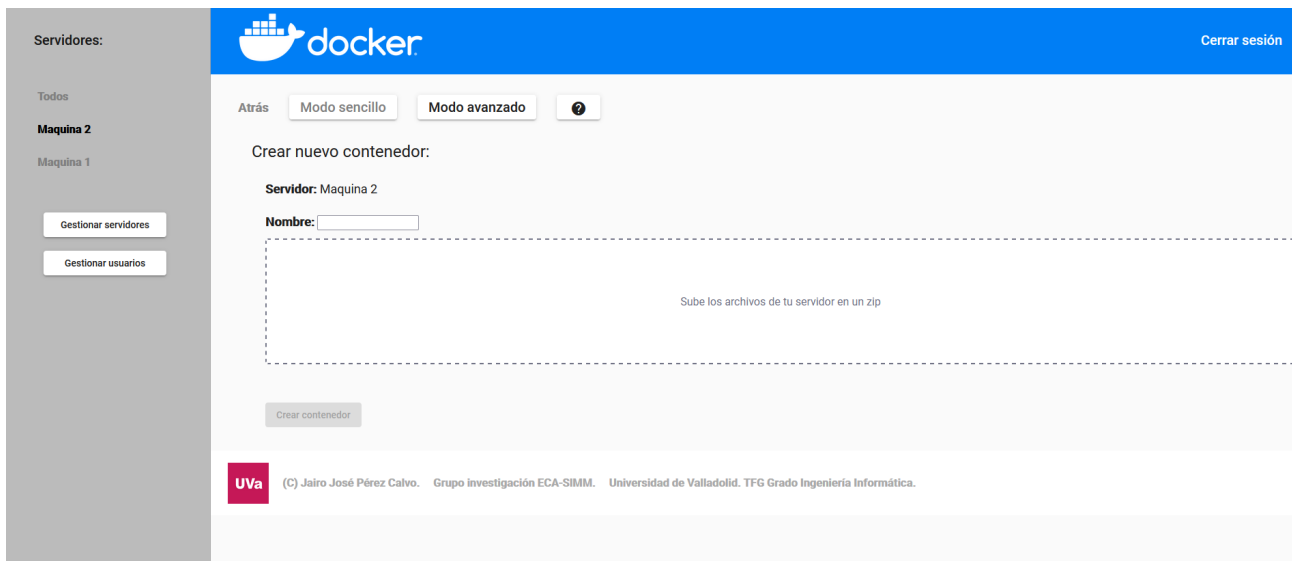 Servidores:
docker
Cerrar sesión
Todos
Maquina 2
Maquina 1
Gestionar servidores
Gestionar usuarios
Atrás Modo sencillo Modo avanzado ?
Crear nuevo contenedor:
Servidor: Maquina 2
Nombre:
Sube los archivos de tu servidor en un zip
Crear contenedor
UVa (C) Jairo José Pérez Calvo. Grupo investigación ECA-SIMM. Universidad de Valladolid. TFG Grado Ingeniería Informática.